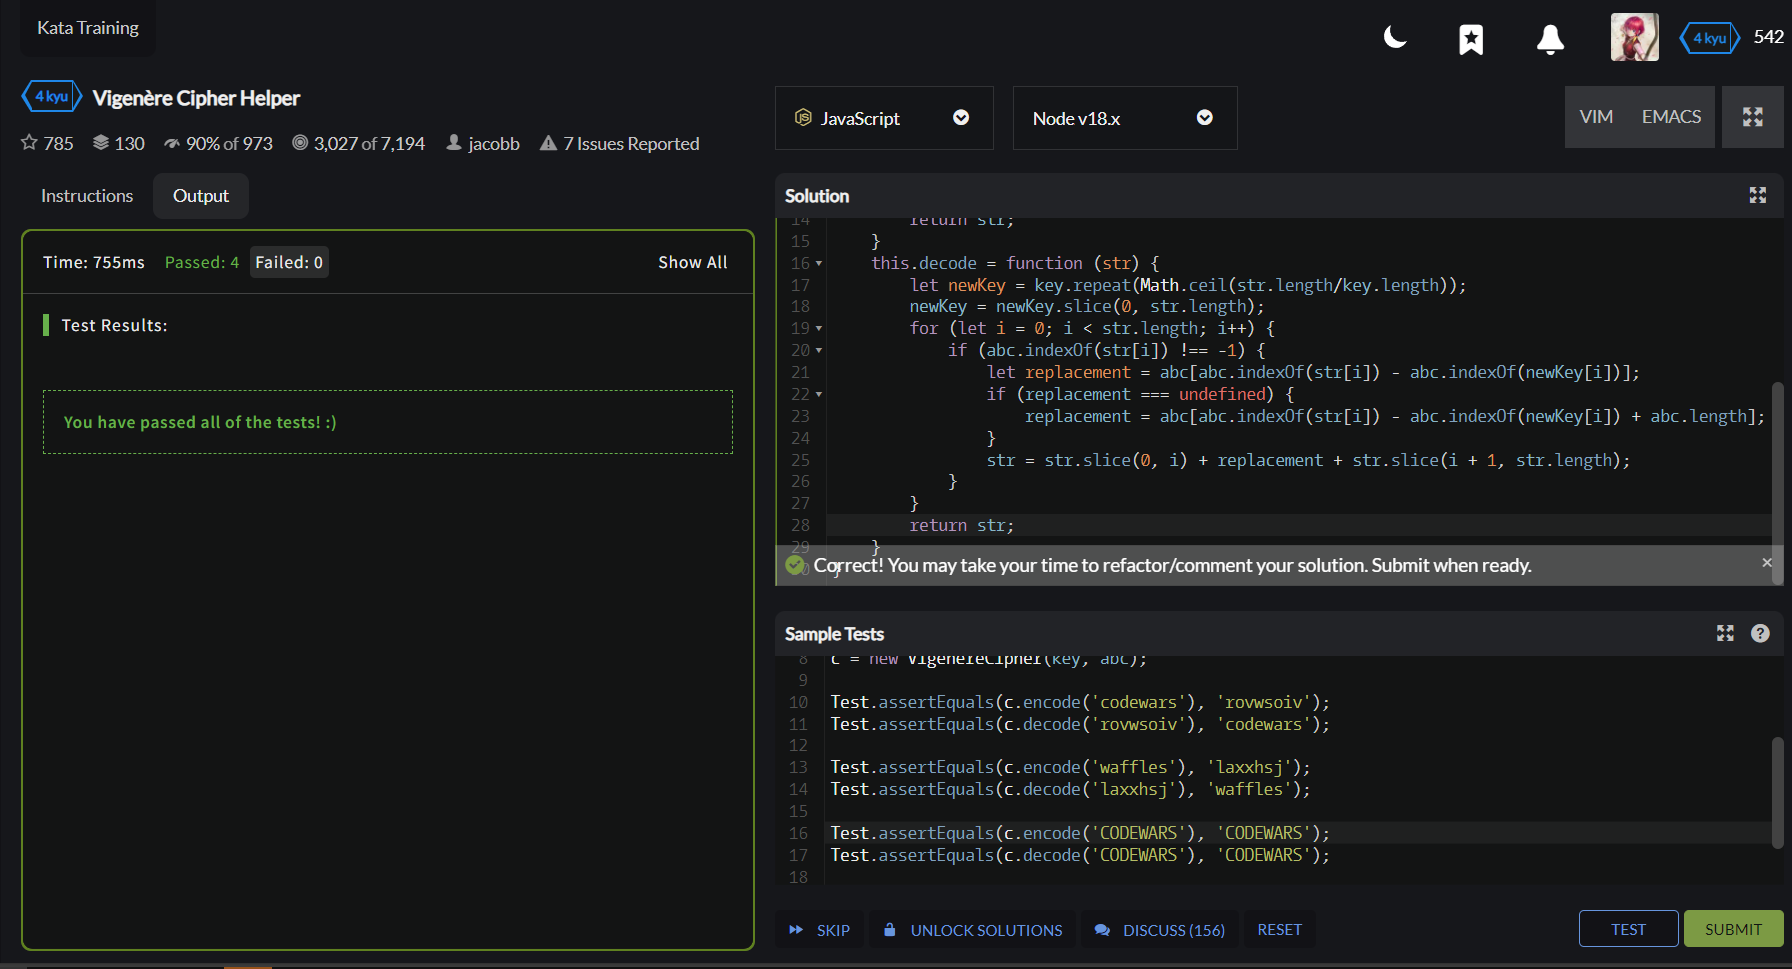 Kata Training
4 kyu
542
4 kyu Vigenère Cipher Helper
785 130 90% of 973 3,027 of 7,194 jacobb 7 Issues Reported
Instructions
Output
Time: 755ms Passed: 4 Failed: 0
Show All
Test Results:
You have passed all of the tests! :)
JS JavaScript
Node v18.x
VIM EMACS
Solution
14 return str;
15 }
16 this.decode = function (str) {
17 let newKey = key.repeat(Math.ceil(str.length/key.length));
18 newKey = newKey.slice(0, str.length);
19 for (let i = 0; i < str.length; i++) {
20 if (abc.indexOf(str[i]) !== -1) {
21 let replacement = abc[abc.indexOf(str[i]) - abc.indexOf(newKey[i])];
22 if (replacement === undefined) {
23 replacement = abc[abc.indexOf(str[i]) - abc.indexOf(newKey[i]) + abc.length];
24 }
25 str = str.slice(0, i) + replacement + str.slice(i + 1, str.length);
26 }
27 }
28 return str;
29 }
}
Correct! You may take your time to refactor/comment your solution. Submit when ready.
Sample Tests
8 c = new VigenèreCipher(key, abc);
9
10 Test.assertEquals(c.encode('codewars'), 'rovwsoiv');
11 Test.assertEquals(c.decode('rovwsoiv'), 'codewars');
12
13 Test.assertEquals(c.encode('waffles'), 'laxxhsj');
14 Test.assertEquals(c.decode('laxxhsj'), 'waffles');
15
16 Test.assertEquals(c.encode('CODEWARS'), 'CODEWARS');
17 Test.assertEquals(c.decode('CODEWARS'), 'CODEWARS');
18
SKIP
UNLOCK SOLUTIONS
DISCUSS (156)
RESET
TEST
SUBMIT